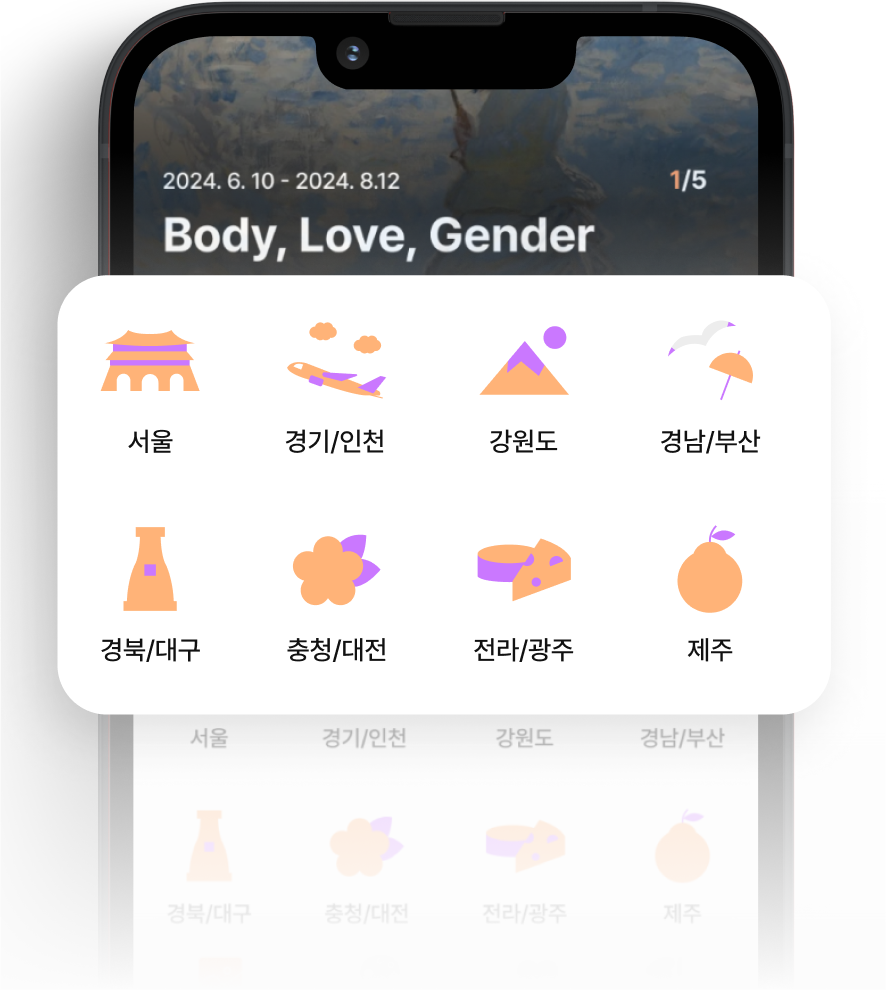 2024. 6. 10 - 2024. 8.12
1/5
Body, Love, Gender
서울
경기/인천
강원도
경남/부산
경북/대구
충청/대전
전라/광주
제주
서울
경기/인천
강원도
경남/부산
경북/대구
충청/대전
전라/광주
제주